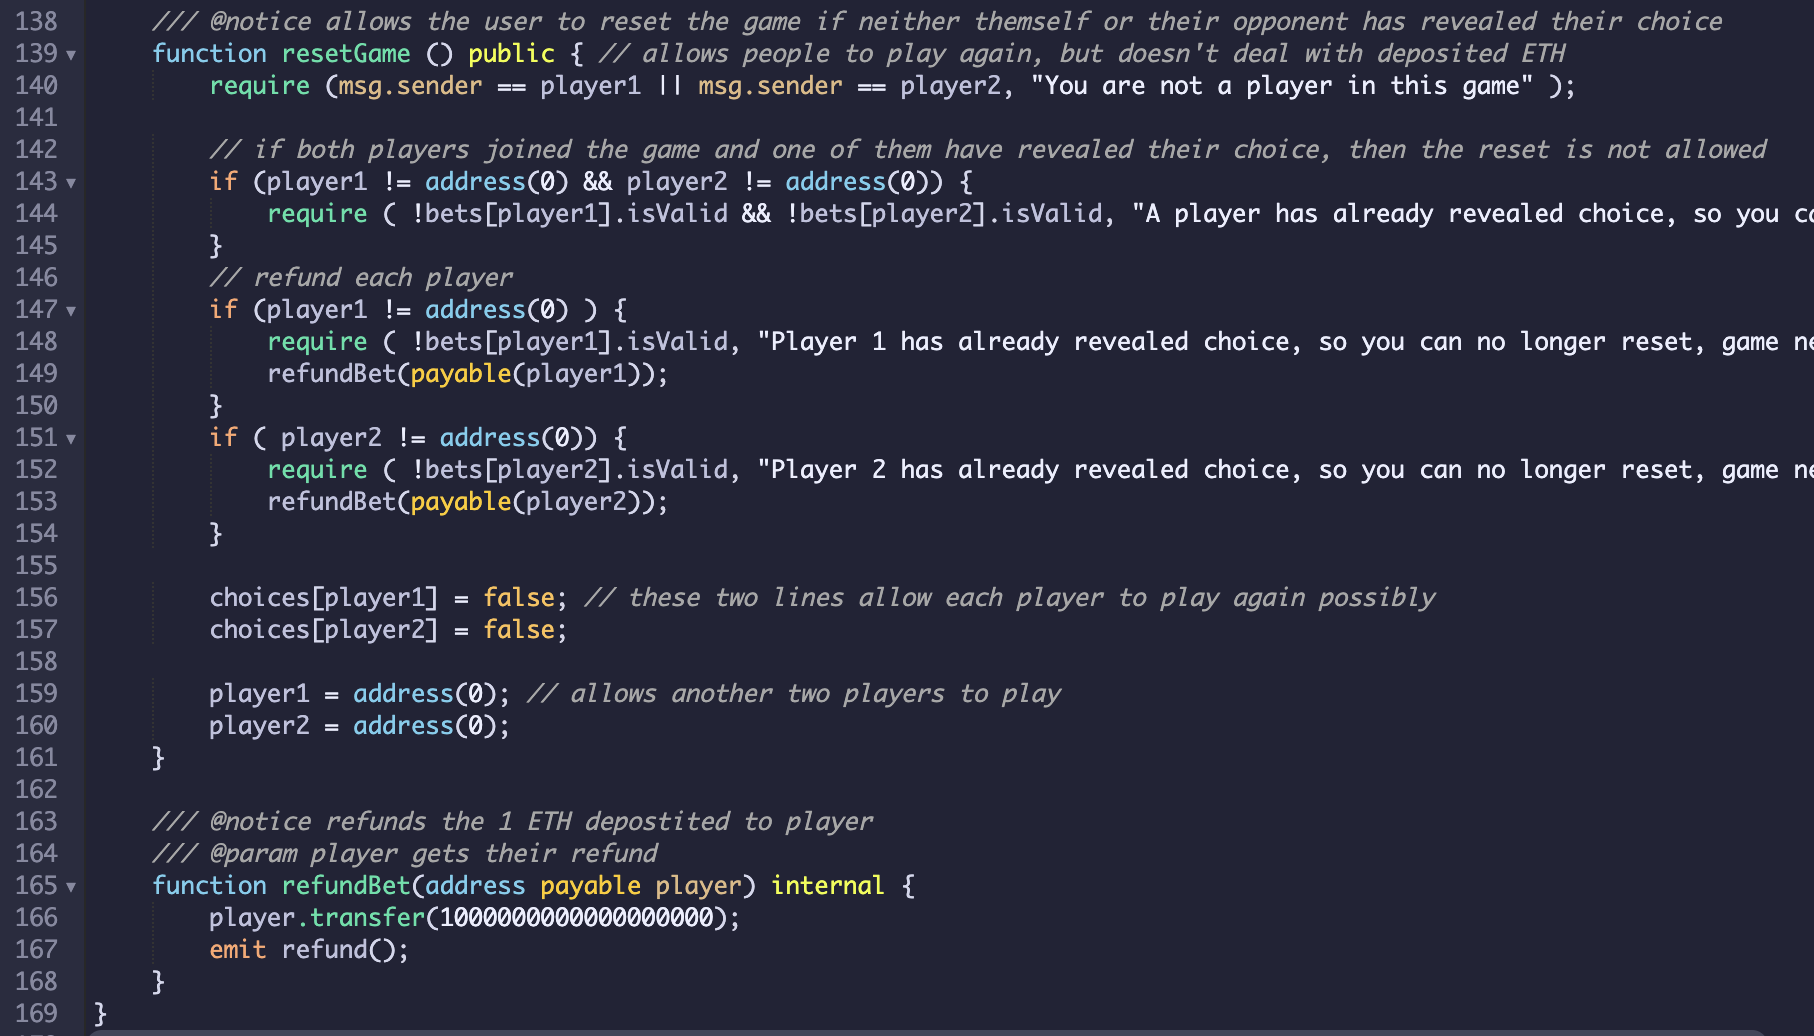 138 /// @notice allows the user to reset the game if neither themself or their opponent has revealed their choice
139 function resetGame () public { // allows people to play again, but doesn't deal with deposited ETH
140 require (msg.sender == player1 || msg.sender == player2, "You are not a player in this game" );
141
142 // if both players joined the game and one of them have revealed their choice, then the reset is not allowed
143 if (player1 != address(0) && player2 != address(0)) {
144 require ( !bets[player1].isValid && !bets[player2].isValid, "A player has already revealed choice, so you
145 }
146 // refund each player
147 if (player1 != address(0) ) {
148 require ( !bets[player1].isValid, "Player 1 has already revealed choice, so you can no longer reset, game
149 refundBet(payable(player1));
150 }
151 if ( player2 != address(0)) {
152 require ( !bets[player2].isValid, "Player 2 has already revealed choice, so you can no longer reset, game
153 refundBet(payable(player2));
154 }
155
156 choices[player1] = false; // these two lines allow each player to play again possibly
157 choices[player2] = false;
158
159 player1 = address(0); // allows another two players to play
160 player2 = address(0);
161 }
162
163 /// @notice refunds the 1 ETH depostited to player
164 /// @param player gets their refund
165 function refundBet(address payable player) internal {
166 player.transfer(1000000000000000000);
167 emit refund();
168 }
169 }